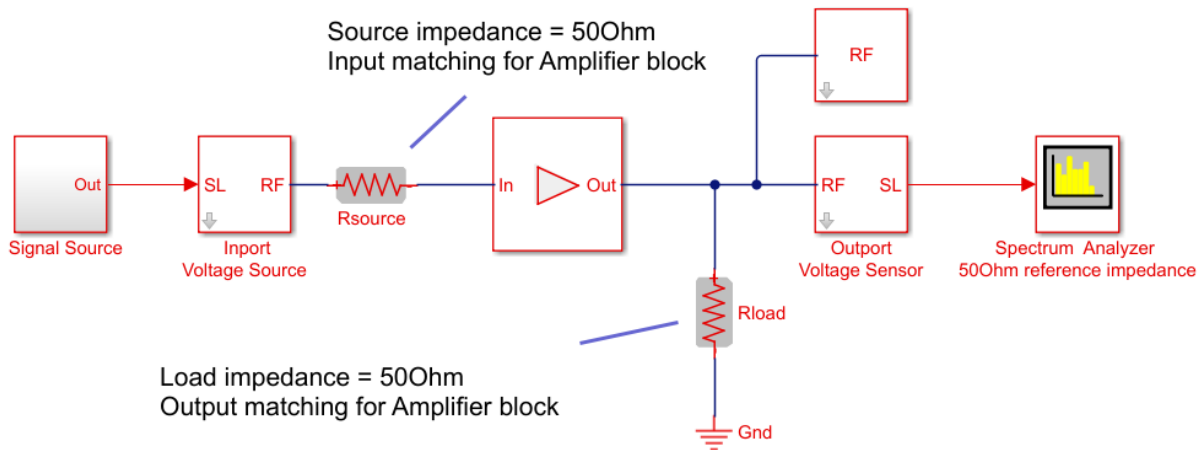 Source impedance = 50Ohm
Input matching for Amplifier block
RF
Out
Signal Source
SL RF
Inport
Voltage Source
Rsource
In Out
RF SL
Outport
Voltage Sensor
Spectrum Analyzer
50Ohm reference impedance
Rload
Load impedance = 50Ohm
Output matching for Amplifier block
Gnd